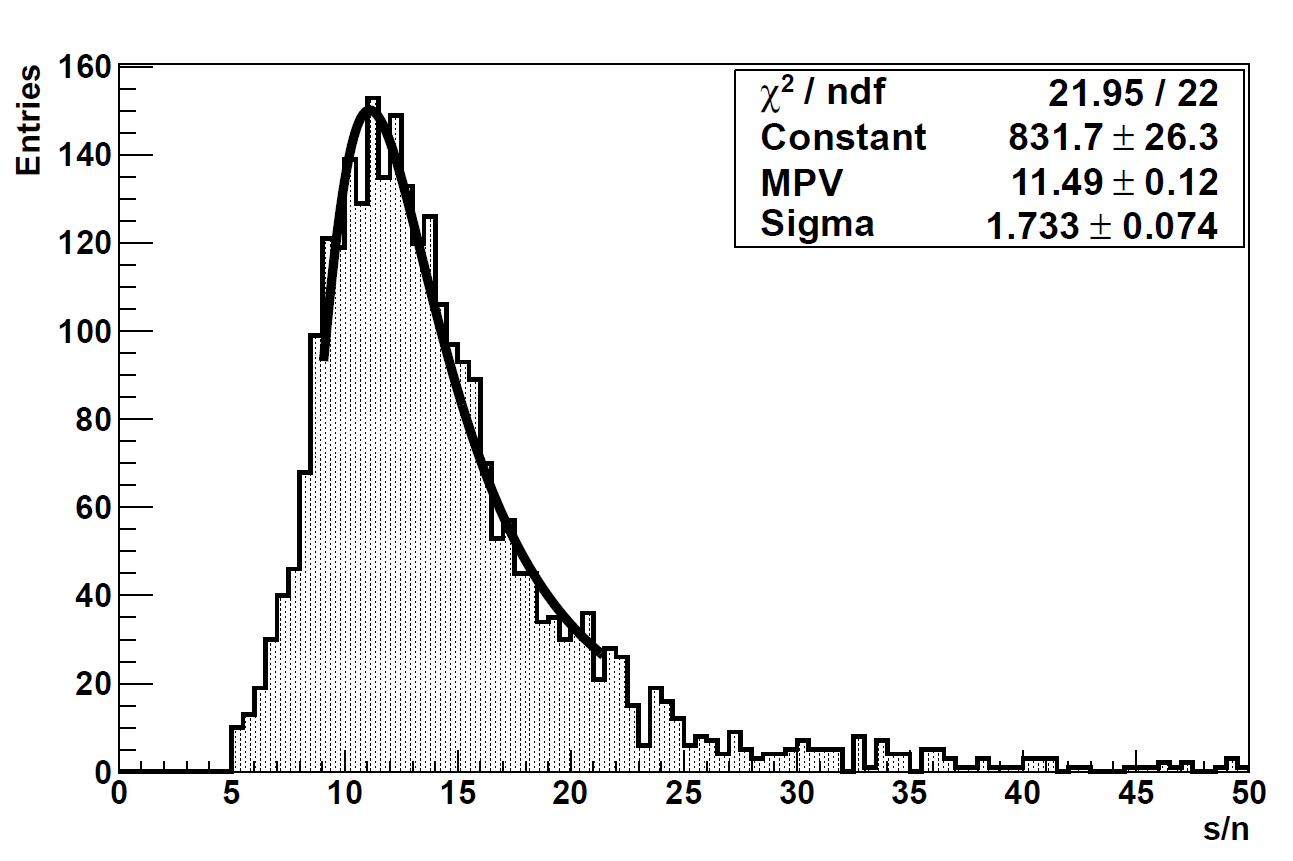 Entries
160
140
120
100
80
60
40
20
0
χ² / ndf 21.95 / 22
Constant 831.7 ± 26.3
MPV 11.49 ± 0.12
Sigma 1.733 ± 0.074
0 5 10 15 20 25 30 35 40 45 50
s/n